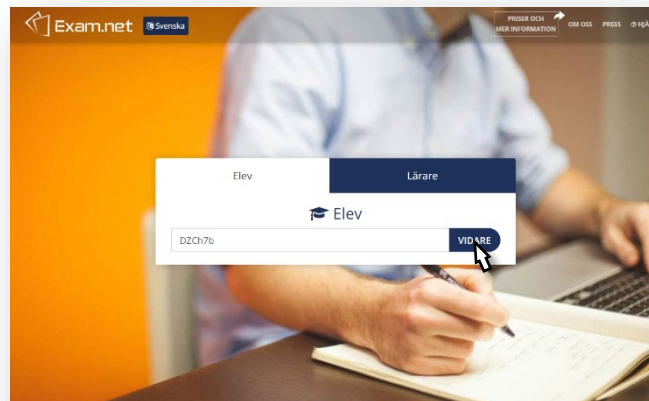 Exam.net
Svenska
PRISER OCH
MER INFORMATION
OM OSS
PRESS
Elev
Lärare
Elev
DZCh7b
VIDARE